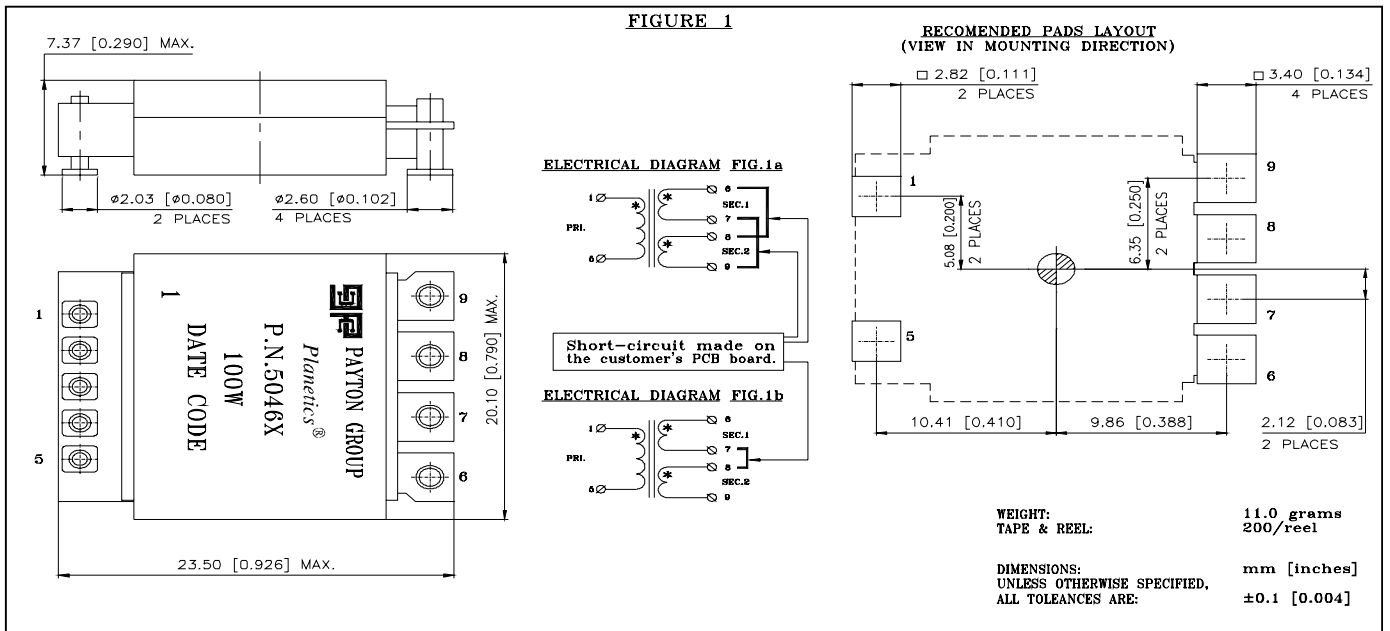 FIGURE 1
7.37 [0.290] MAX.
ø2.03 [ø0.080]
2 PLACES
ø2.60 [ø0.102]
4 PLACES
1
5
9
8
7
6
1
PAYTON GROUP
Planetics®
P.N.5046X
100W
DATE CODE
20.10 [0.790] MAX.
23.50 [0.926] MAX.
ELECTRICAL DIAGRAM FIG.1a
1
5
PRI.
* * *
6
SEC.1
7
8
SEC.2
9
Short-circuit made on
the customer's PCB board.
ELECTRICAL DIAGRAM FIG.1b
1
5
PRI.
* * *
6
SEC.1
7
8
SEC.2
9
RECOMENDED PADS LAYOUT
(VIEW IN MOUNTING DIRECTION)
□ 2.82 [0.111]
2 PLACES
□ 3.40 [0.134]
4 PLACES
1
5
9
8
7
6
5.08 [0.200]
2 PLACES
6.35 [0.250]
2 PLACES
10.41 [0.410]
9.86 [0.388]
2.12 [0.083]
2 PLACES
WEIGHT: 11.0 grams
TAPE & REEL: 200/reel
DIMENSIONS: mm [inches]
UNLESS OTHERWISE SPECIFIED,
ALL TOLEANCES ARE: ±0.1 [0.004]